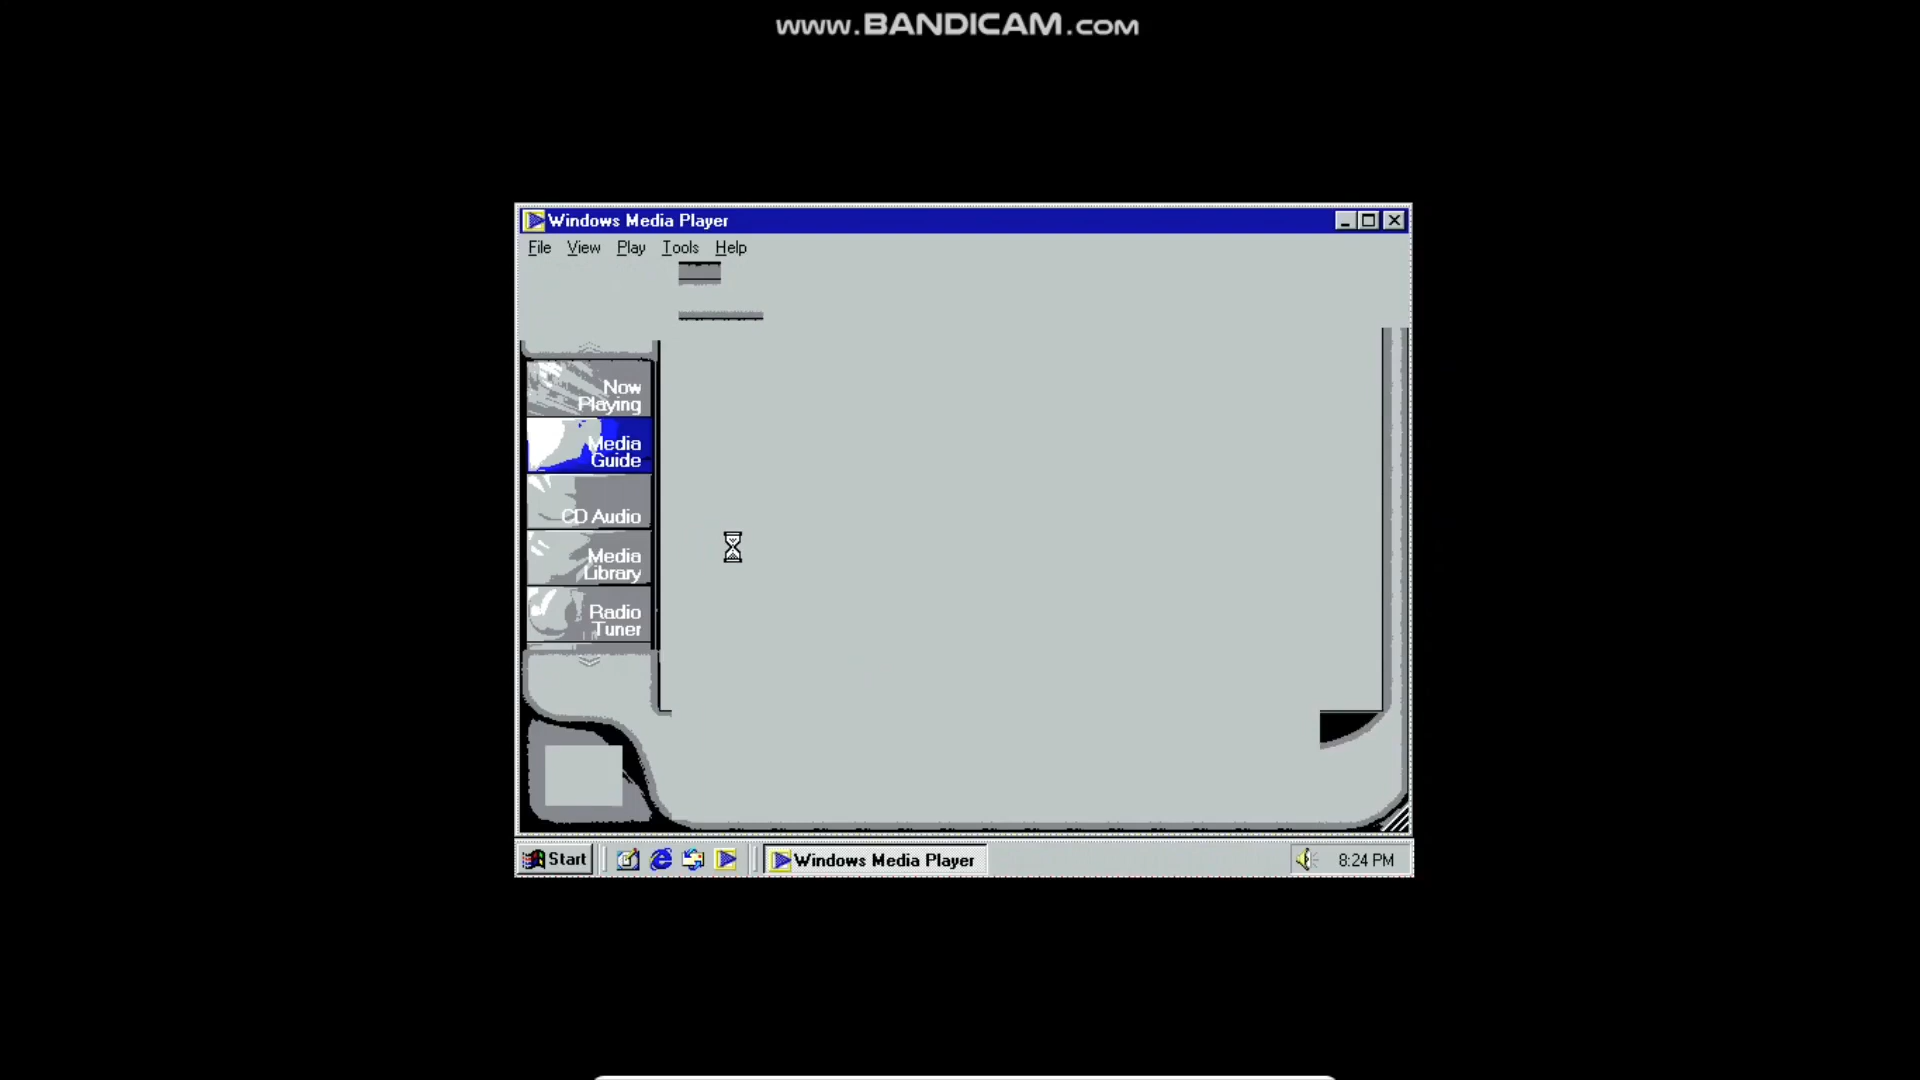 www.BANDICAM.com
Windows Media Player
File View Play Tools Help
Now
Playing
Media
Guide
CD Audio
Media
Library
Radio
Tuner
Start Windows Media Player 8:24 PM